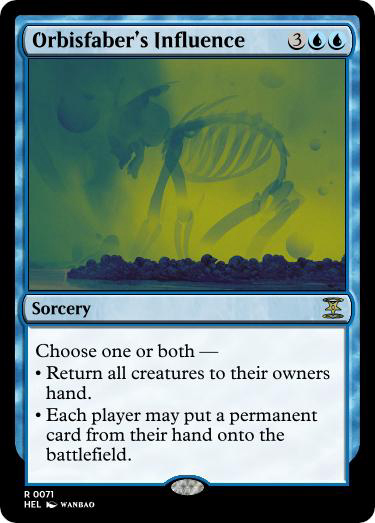 Orbisfaber's Influence 3
Sorcery
Choose one or both —
• Return all creatures to their owners
hand.
• Each player may put a permanent
card from their hand onto the
battlefield.
R 0071
HEL WANBAO